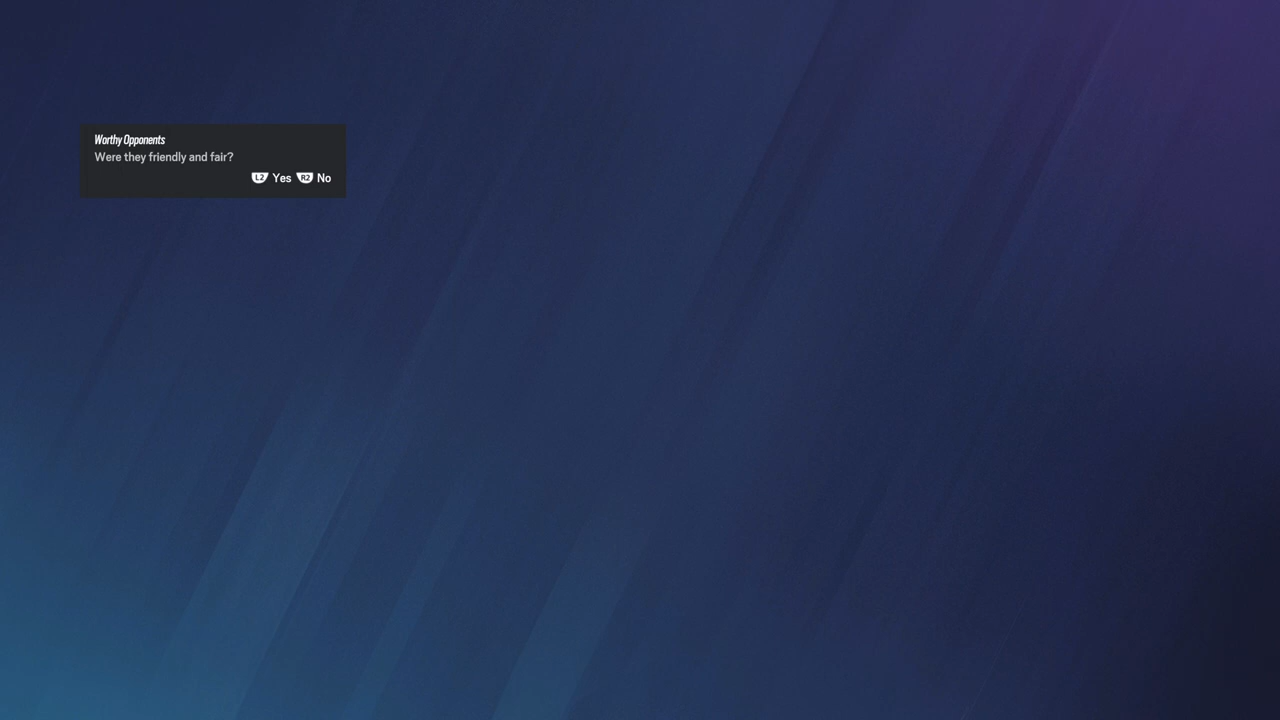 Worthy Opponents
Were they friendly and fair?
L2 Yes R2 No